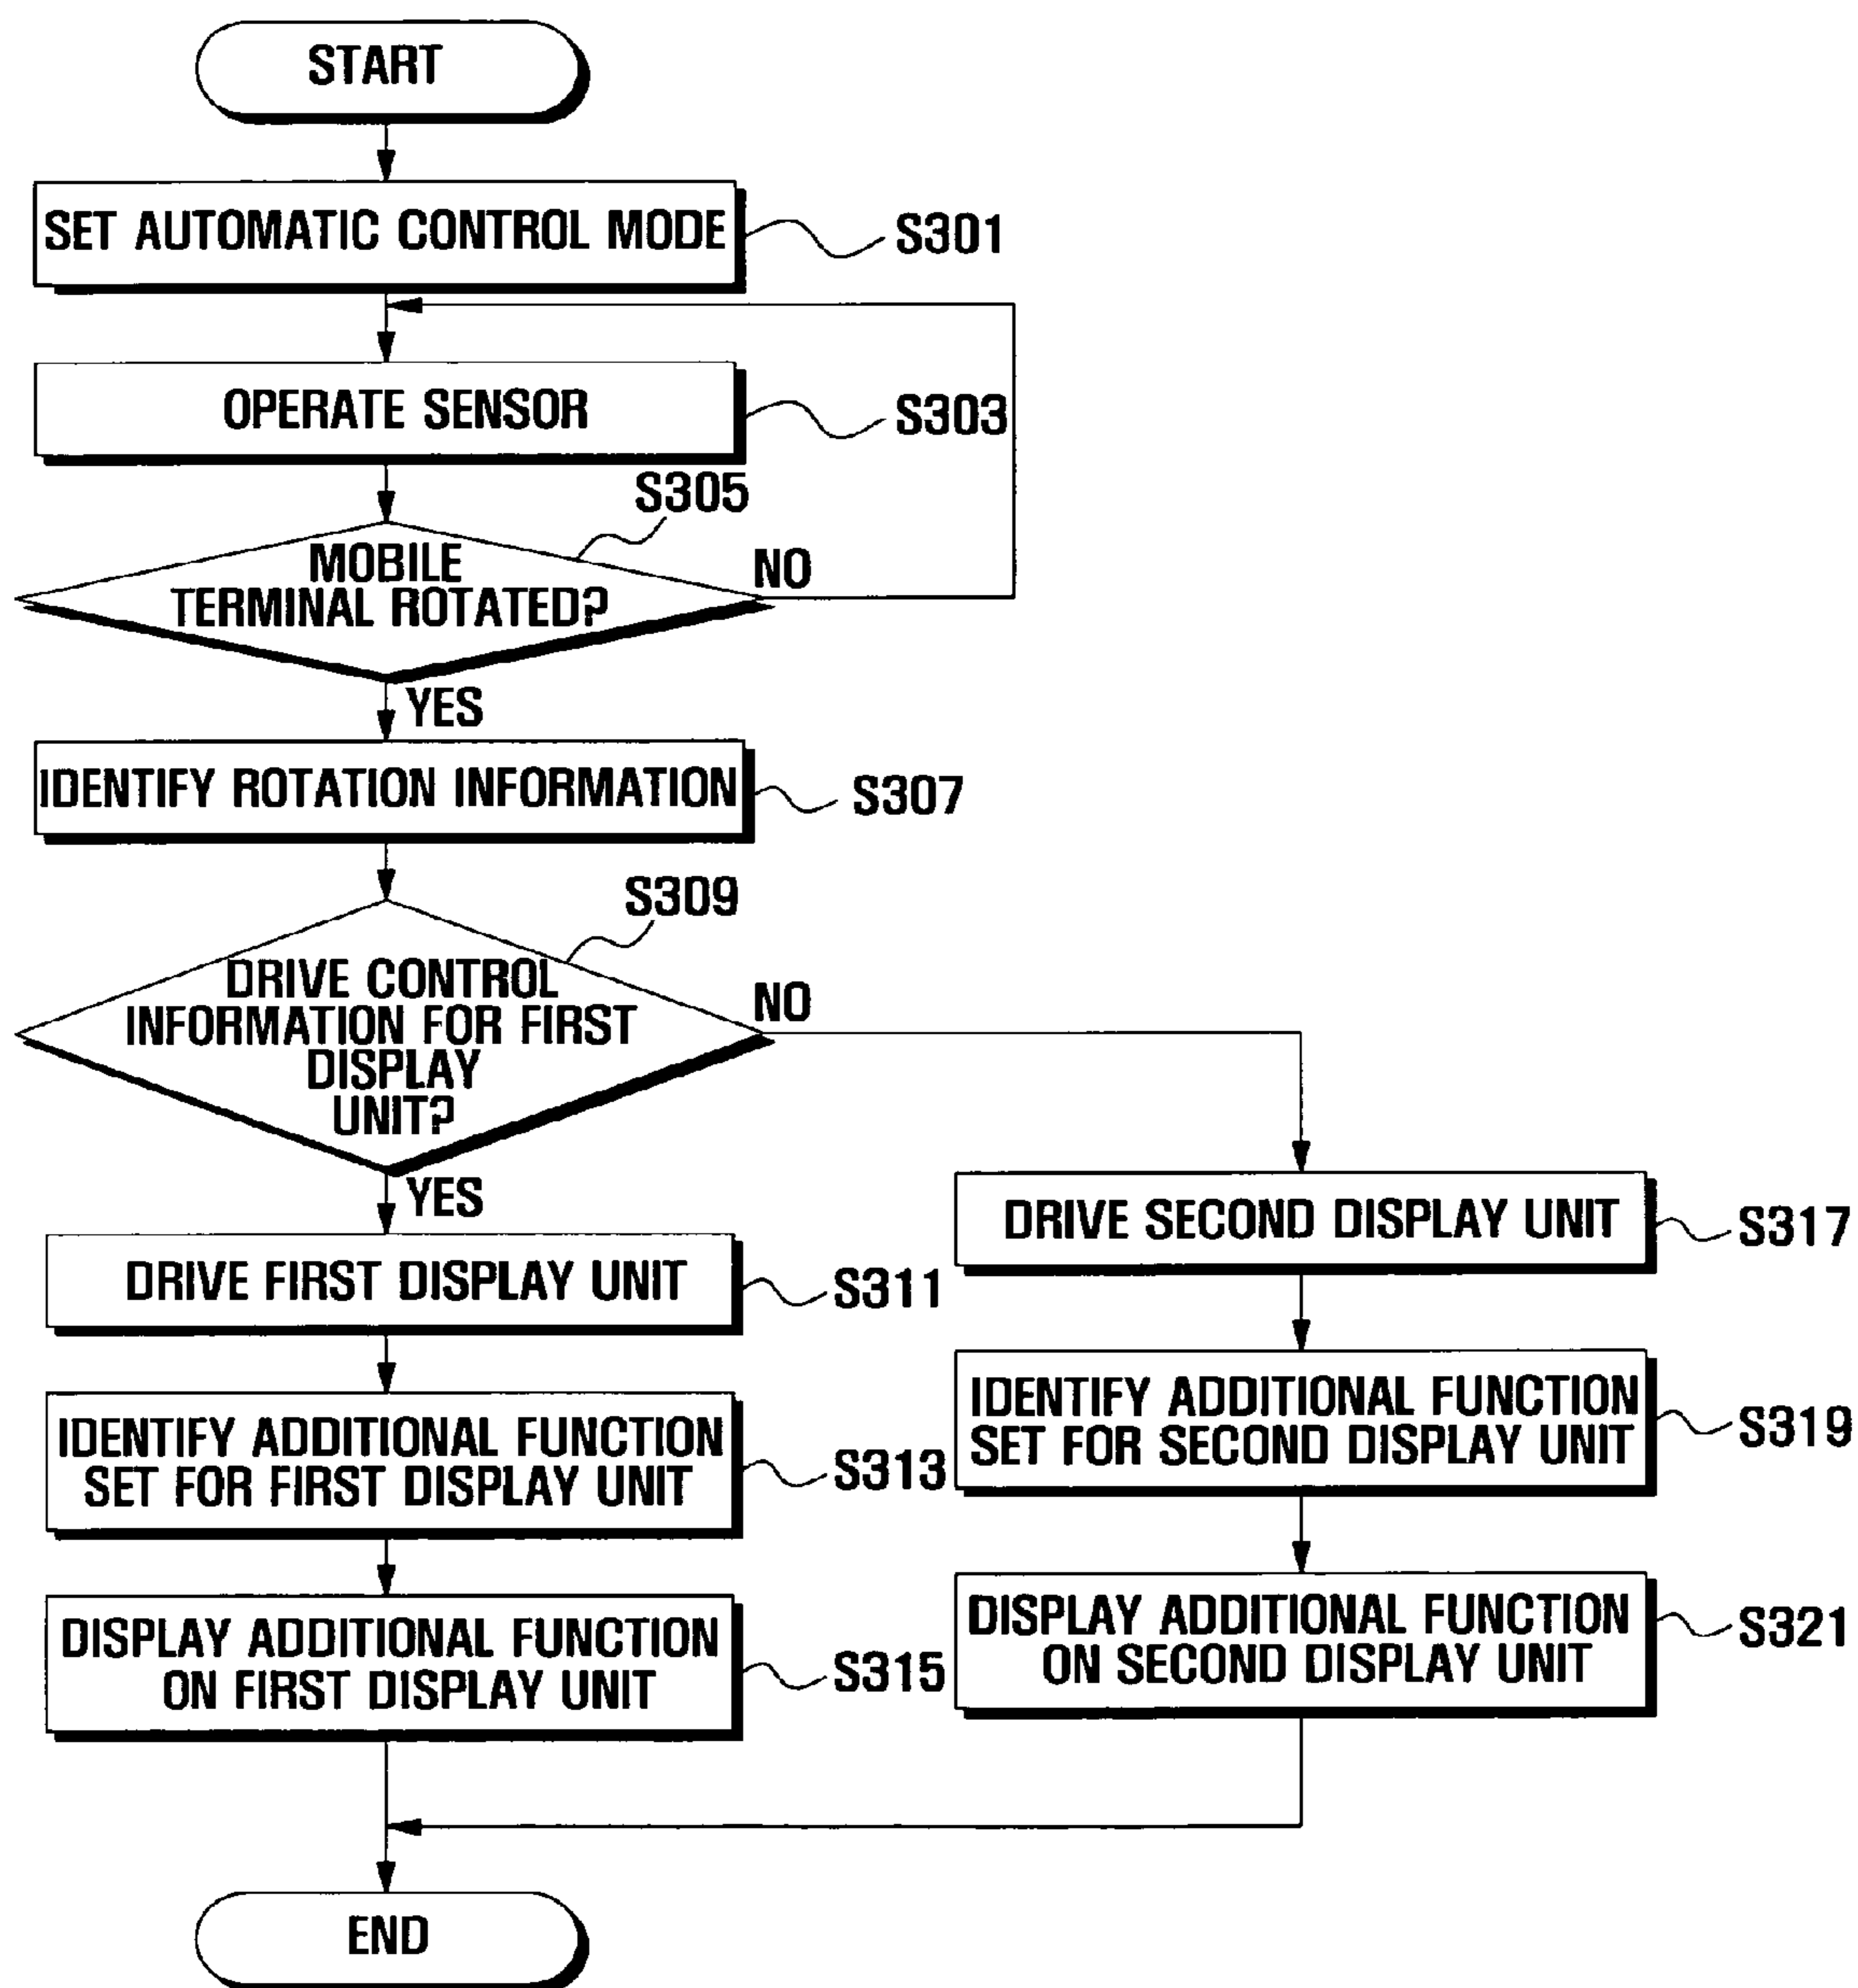 START
SET AUTOMATIC CONTROL MODE
S301
OPERATE SENSOR
S303
S305
MOBILE
TERMINAL ROTATED?
NO
YES
IDENTIFY ROTATION INFORMATION
S307
S309
DRIVE CONTROL
INFORMATION FOR FIRST
DISPLAY
UNIT?
NO
YES
DRIVE FIRST DISPLAY UNIT
S311
IDENTIFY ADDITIONAL FUNCTION
SET FOR FIRST DISPLAY UNIT
S313
DISPLAY ADDITIONAL FUNCTION
ON FIRST DISPLAY UNIT
S315
DRIVE SECOND DISPLAY UNIT
S317
IDENTIFY ADDITIONAL FUNCTION
SET FOR SECOND DISPLAY UNIT
S319
DISPLAY ADDITIONAL FUNCTION
ON SECOND DISPLAY UNIT
S321
END